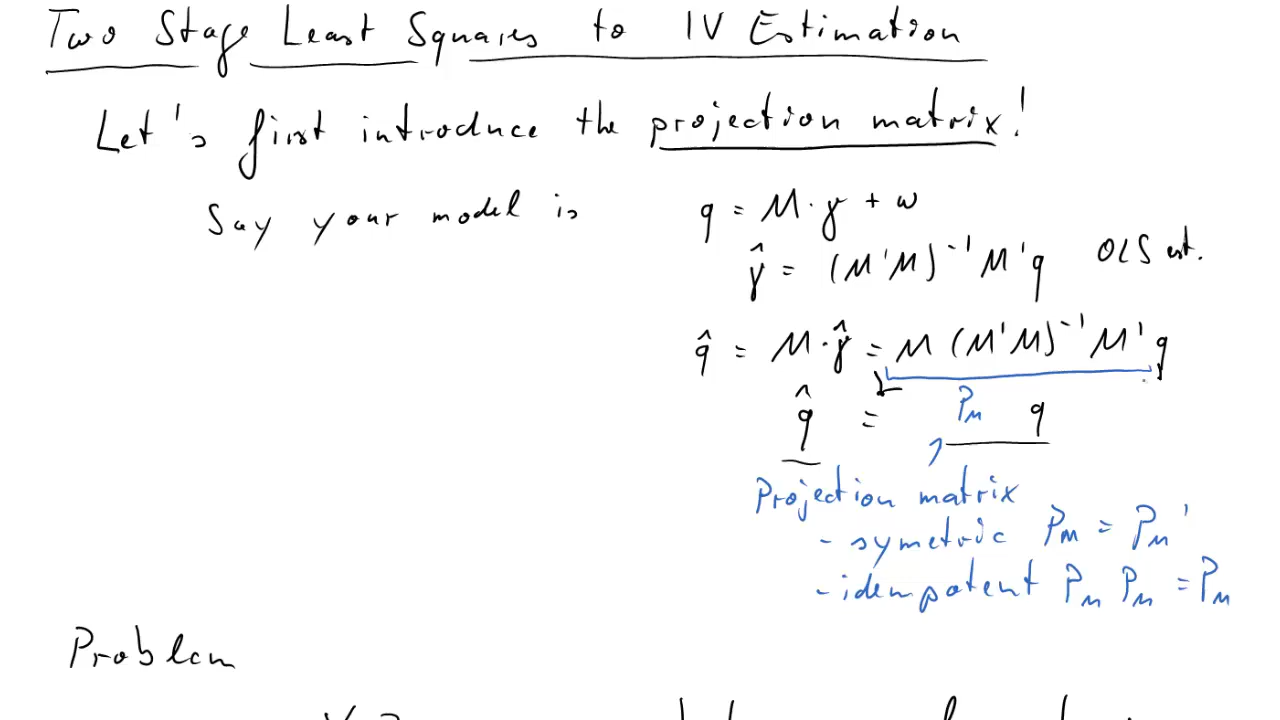 Two Stage Least Squares to IV Estimation
Let's first introduce the projection matrix!
Say your model is q = M·γ + w
γ̂ = (M'M)⁻¹M'q OLS est.
q̂ = M·γ̂ = M(M'M)⁻¹M'q
q̂ = P_M q
Projection matrix
- symetric P_M = P_M'
- idempotent P_M P_M = P_M
Problem